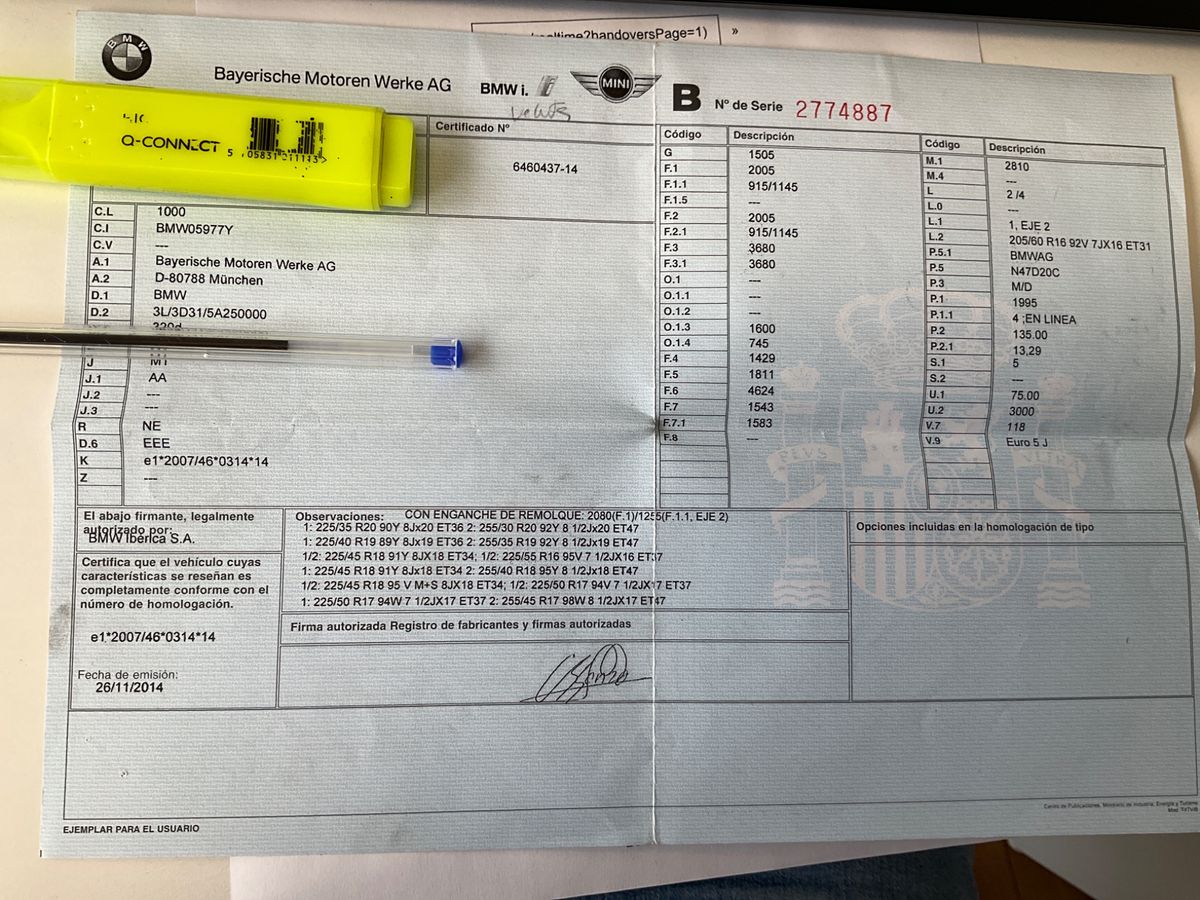 realtime?handoversPage=1) »
BMW
Bayerische Motoren Werke AG
BMW i.
MINI
B Nº de Serie 2774887
Q-CONNECT
Certificado Nº
6460437-14
C.L 1000
C.I BMW05977Y
C.V ---
A.1 Bayerische Motoren Werke AG
A.2 D-80788 München
D.1 BMW
D.2 3L/3D31/5A250000
320d
J M1
J.1 AA
J.2 ---
J.3 ---
R NE
D.6 EEE
K e1*2007/46*0314*14
Z ---
Código Descripción
G 1505
F.1 2005
F.1.1 915/1145
F.1.5 ---
F.2 2005
F.2.1 915/1145
F.3 3680
F.3.1 3680
O.1 ---
O.1.1 ---
O.1.2 ---
O.1.3 1600
O.1.4 745
F.4 1429
F.5 1811
F.6 4624
F.7 1543
F.7.1 1583
F.8 ---
Código Descripción
M.1 2810
M.4 ---
L 2 /4
L.0 ---
L.1 1, EJE 2
L.2 205/60 R16 92V 7JX16 ET31
P.5.1 BMWAG
P.5 N47D20C
P.3 M/D
P.1 1995
P.1.1 4 ;EN LINEA
P.2 135.00
P.2.1 13,29
S.1 5
S.2 ---
U.1 75.00
U.2 3000
V.7 118
V.9 Euro 5 J
PLVS VLTRA
El abajo firmante, legalmente
autorizado por:
BMW Ibérica S.A.
Certifica que el vehículo cuyas
características se reseñan es
completamente conforme con el
número de homologación.
e1*2007/46*0314*14
Fecha de emisión:
26/11/2014
Observaciones: CON ENGANCHE DE REMOLQUE: 2080(F.1)/1255(F.1.1, EJE 2)
1: 225/35 R20 90Y 8Jx20 ET36 2: 255/30 R20 92Y 8 1/2Jx20 ET47
1: 225/40 R19 89Y 8Jx19 ET36 2: 255/35 R19 92Y 8 1/2Jx19 ET47
1/2: 225/45 R18 91Y 8JX18 ET34; 1/2: 225/55 R16 95V 7 1/2JX16 ET37
1: 225/45 R18 91Y 8Jx18 ET34 2: 255/40 R18 95Y 8 1/2Jx18 ET47
1/2: 225/45 R18 95 V M+S 8JX18 ET34; 1/2: 225/50 R17 94V 7 1/2JX17 ET37
1: 225/50 R17 94W 7 1/2JX17 ET37 2: 255/45 R17 98W 8 1/2JX17 ET47
Firma autorizada Registro de fabricantes y firmas autorizadas
Opciones incluidas en la homologación de tipo
EJEMPLAR PARA EL USUARIO
Centro de Publicaciones. Ministerio de Industria, Energía y Turismo